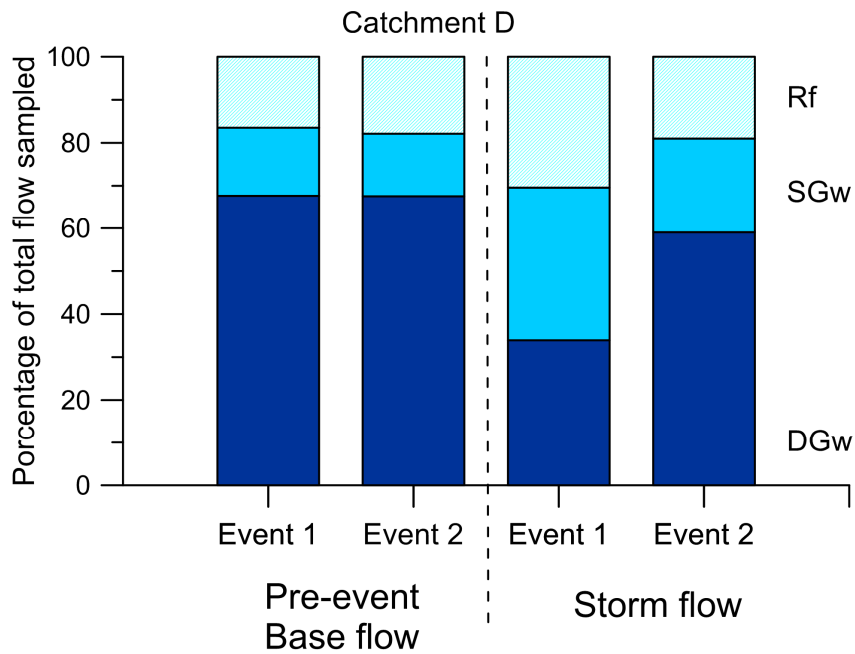 Catchment D
Porcentage of total flow sampled
100
80
60
40
20
0
Rf
SGw
DGw
Event 1 Event 2 Event 1 Event 2
Pre-event
Base flow
Storm flow